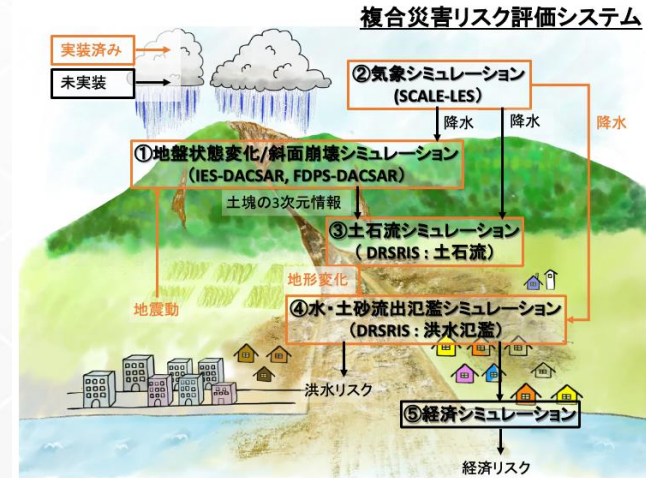 複合災害リスク評価システム
実装済み
未実装
②気象シミュレーション
(SCALE-LES)
降水
降水
降水
①地盤状態変化/斜面崩壊シミュレーション
(IES-DACSAR, FDPS-DACSAR)
土塊の3次元情報
③土石流シミュレーション
(DRSRIS : 土石流)
地形変化
地震動
④水・土砂流出氾濫シミュレーション
(DRSRIS : 洪水氾濫)
洪水リスク
⑤経済シミュレーション
経済リスク